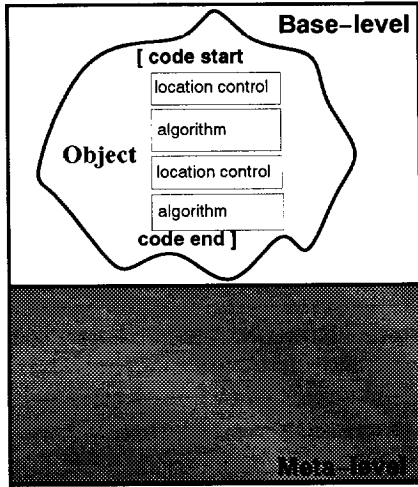 Base-level
[ code start
location control
algorithm
Object
location control
algorithm
code end ]
Meta-level